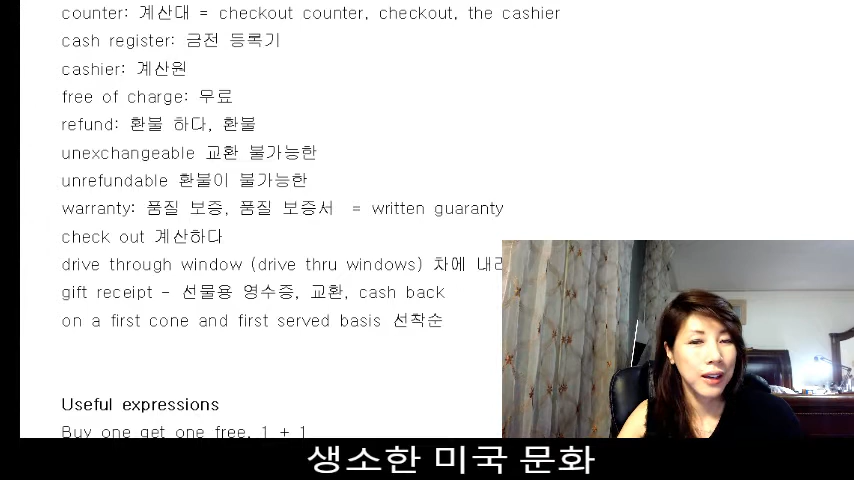 counter: 계산대 = checkout counter, checkout, the cashier
cash register: 금전 등록기
cashier: 계산원
free of charge: 무료
refund: 환불 하다, 환불
unexchangeable 교환 불가능한
unrefundable 환불이 불가능한
warranty: 품질 보증, 품질 보증서 = written guaranty
check out 계산하다
drive through window (drive thru windows) 차에
gift receipt - 선물용 영수증, 교환, cash back
on a first cone and first served basis 선착순
Useful expressions
Buy one get one free, 1 + 1
생소한 미국 문화